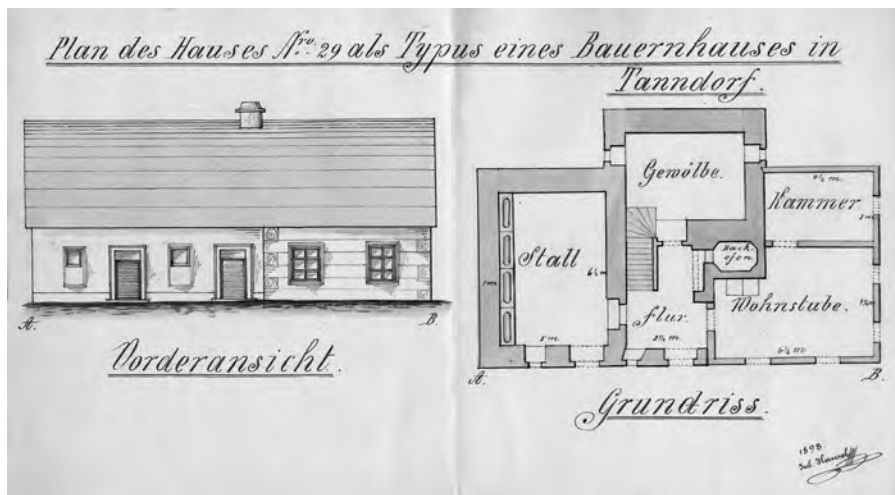 Plan des Hauses Nro. 29 als Typus eines Bauernhauses in
Tanndorf.
A.
B.
Vorderansicht.
Gewölbe.
Kammer
Stall
Back-
ofen.
Flur.
Wohnstube.
5 m.
A.
B.
Grundriss.
1898